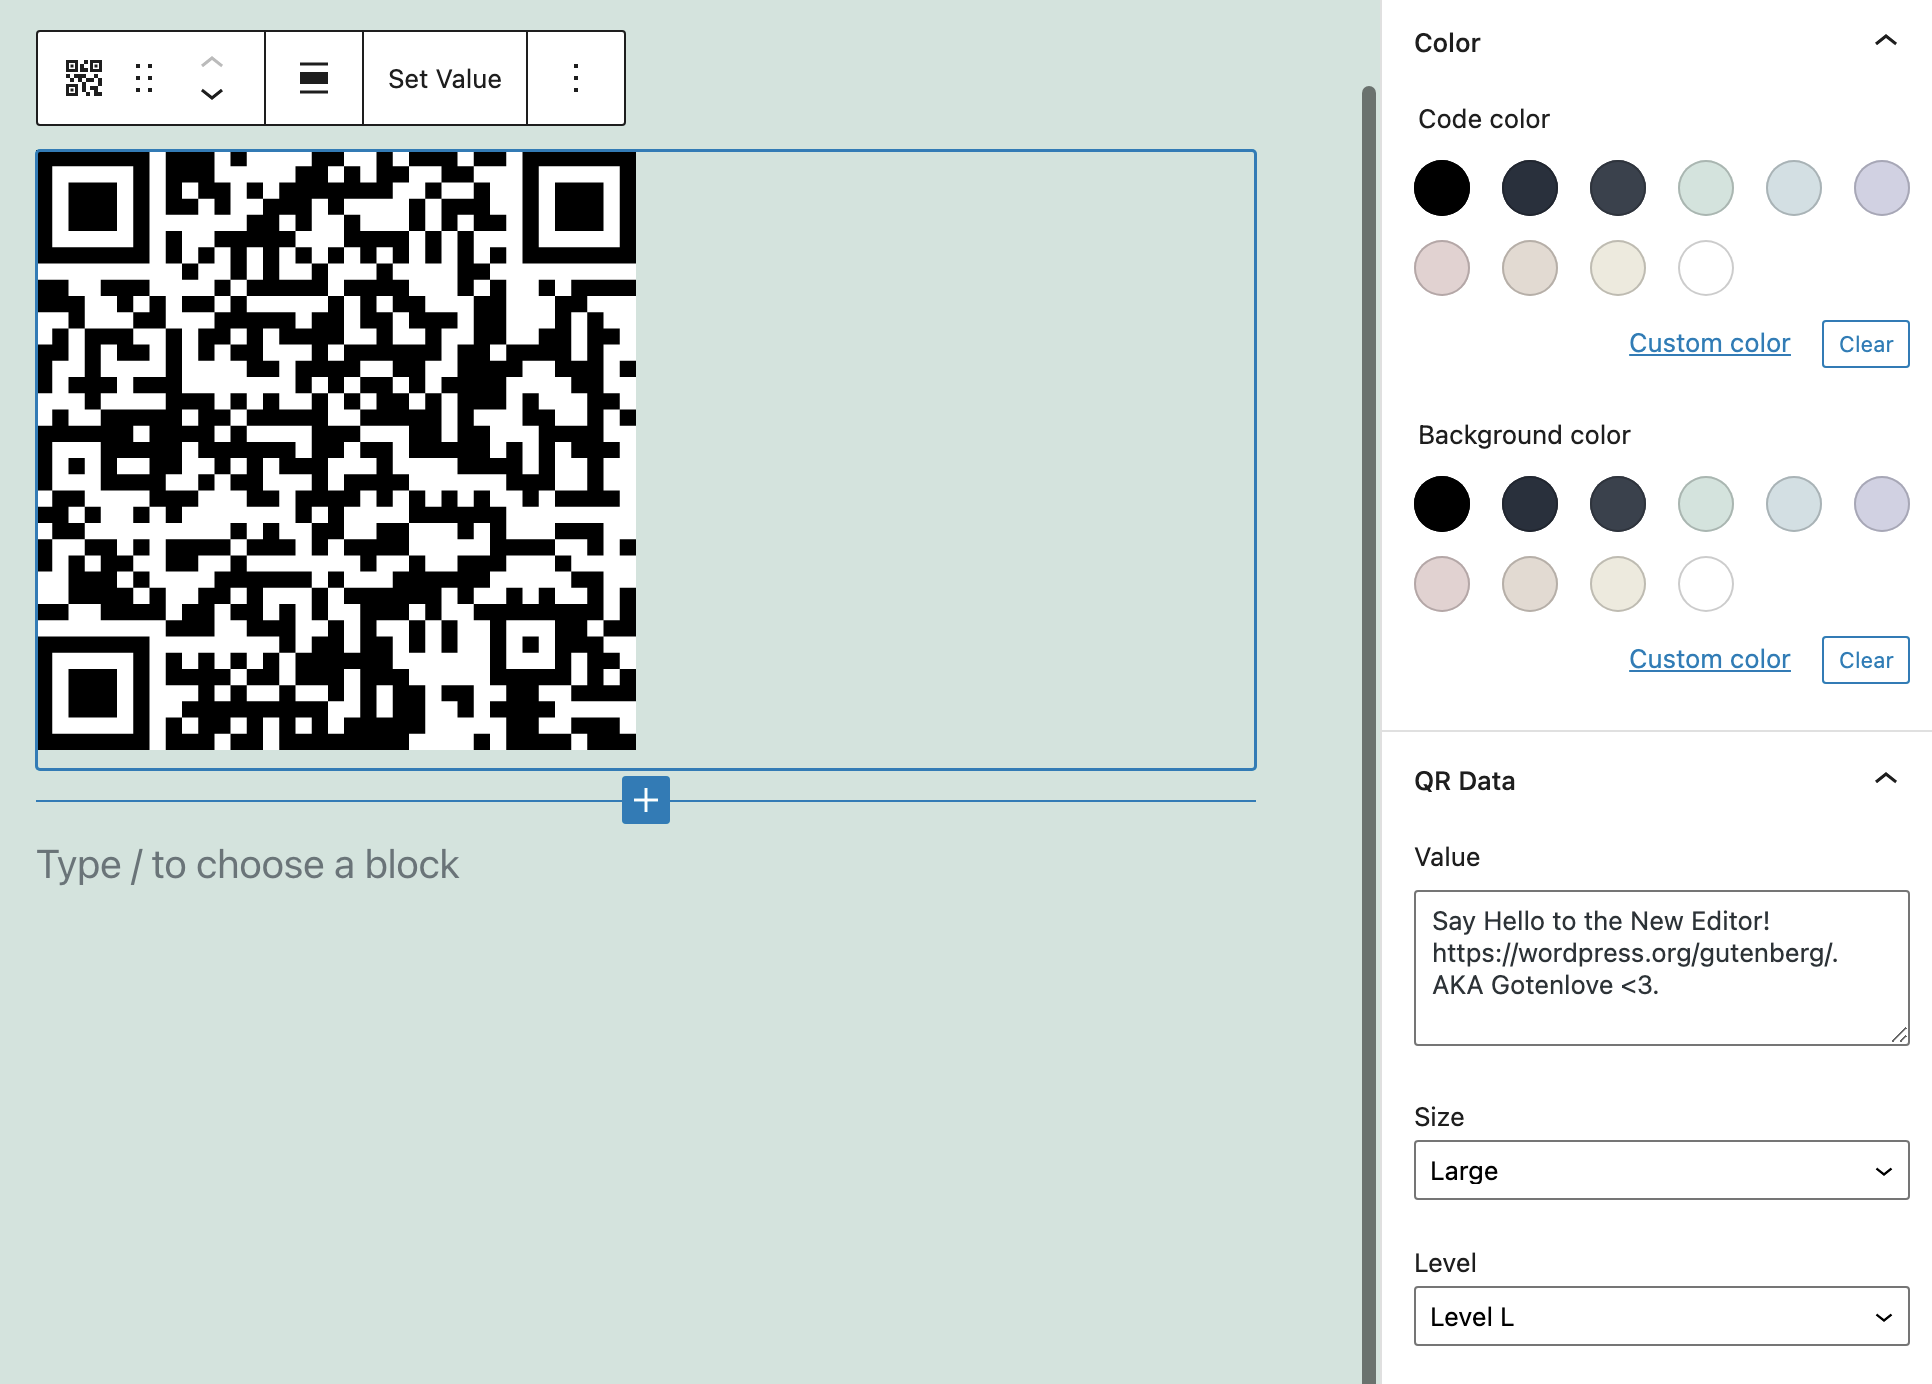 Set Value
Type / to choose a block
Color
Code color
Custom color
Clear
Background color
Custom color
Clear
QR Data
Value
Say Hello to the New Editor!
https://wordpress.org/gutenberg/.
AKA Gotenlove <3.
Size
Large
Level
Level L